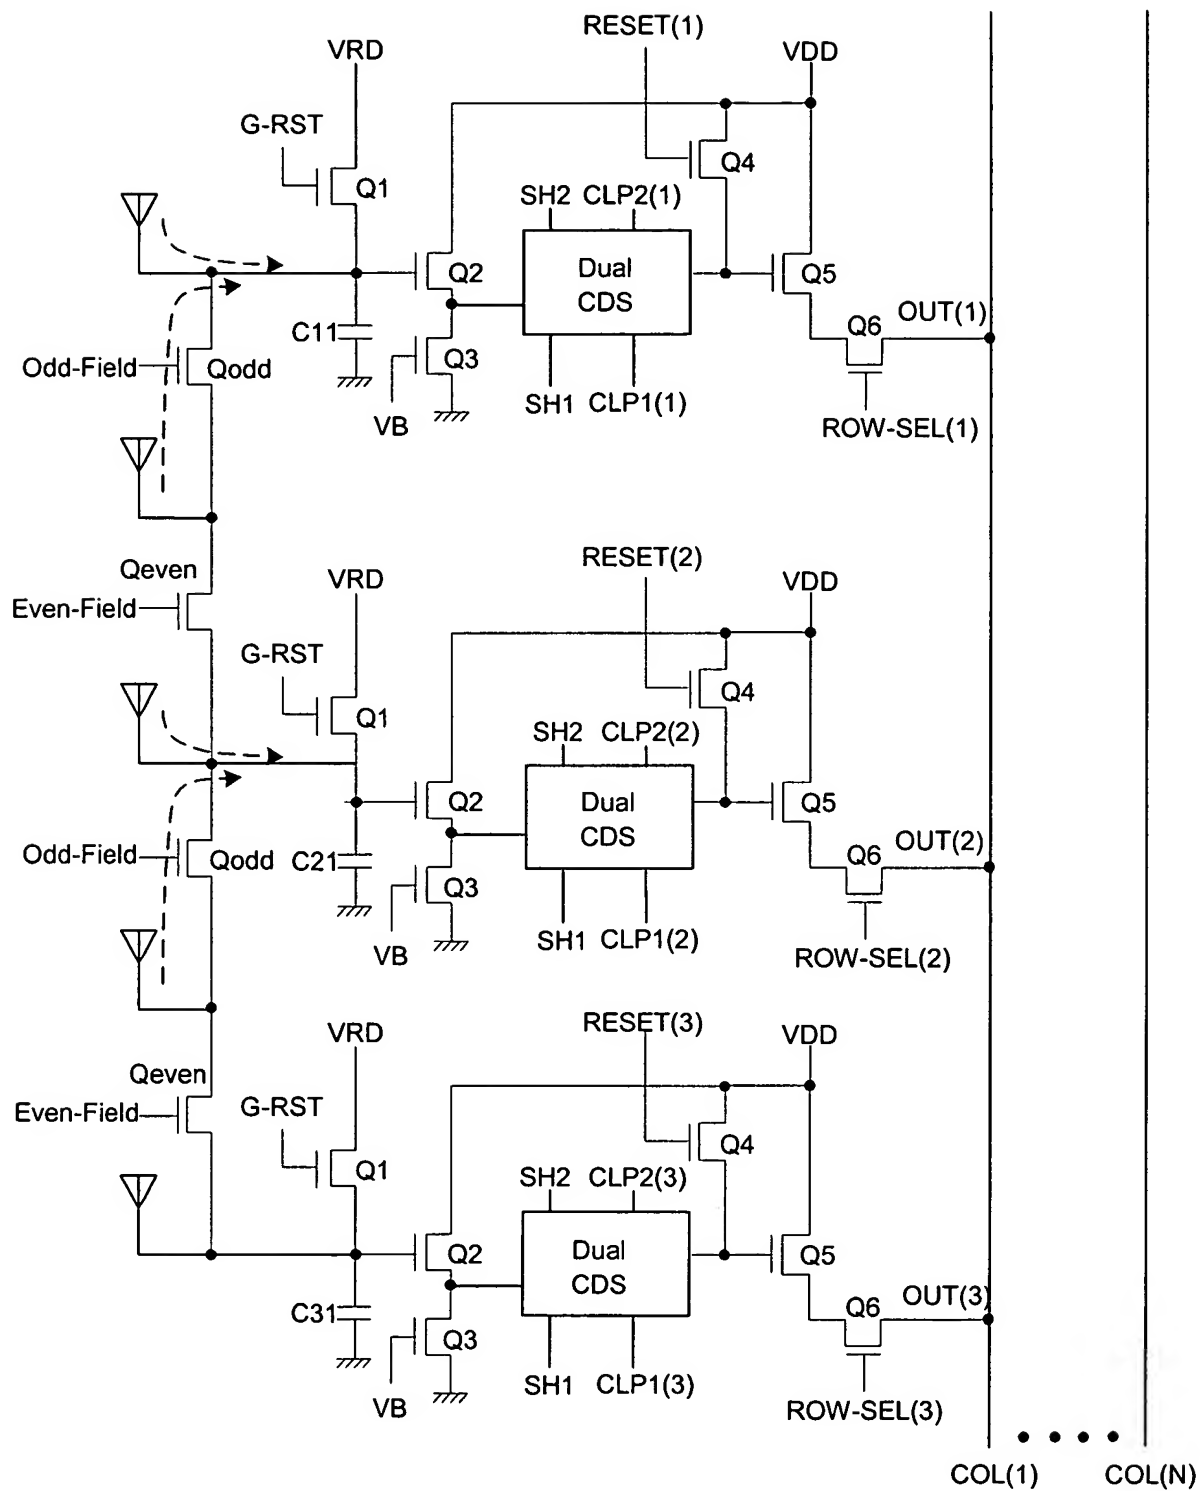 RESET(1)
VRD
VDD
G-RST
Q4
Q1
SH2
CLP2(1)
Q2
Dual
CDS
Q5
OUT(1)
C11
Q6
Odd-Field
Qodd
Q3
SH1
CLP1(1)
VB
ROW-SEL(1)
RESET(2)
Qeven
VRD
VDD
Even-Field
G-RST
Q4
Q1
SH2
CLP2(2)
Q2
Dual
CDS
Q5
OUT(2)
Odd-Field
Qodd
C21
Q6
Q3
SH1
CLP1(2)
VB
ROW-SEL(2)
RESET(3)
VRD
VDD
Qeven
Even-Field
G-RST
Q4
Q1
SH2
CLP2(3)
Q2
Dual
CDS
Q5
OUT(3)
C31
Q6
Q3
SH1
CLP1(3)
VB
ROW-SEL(3)
COL(1)
COL(N)